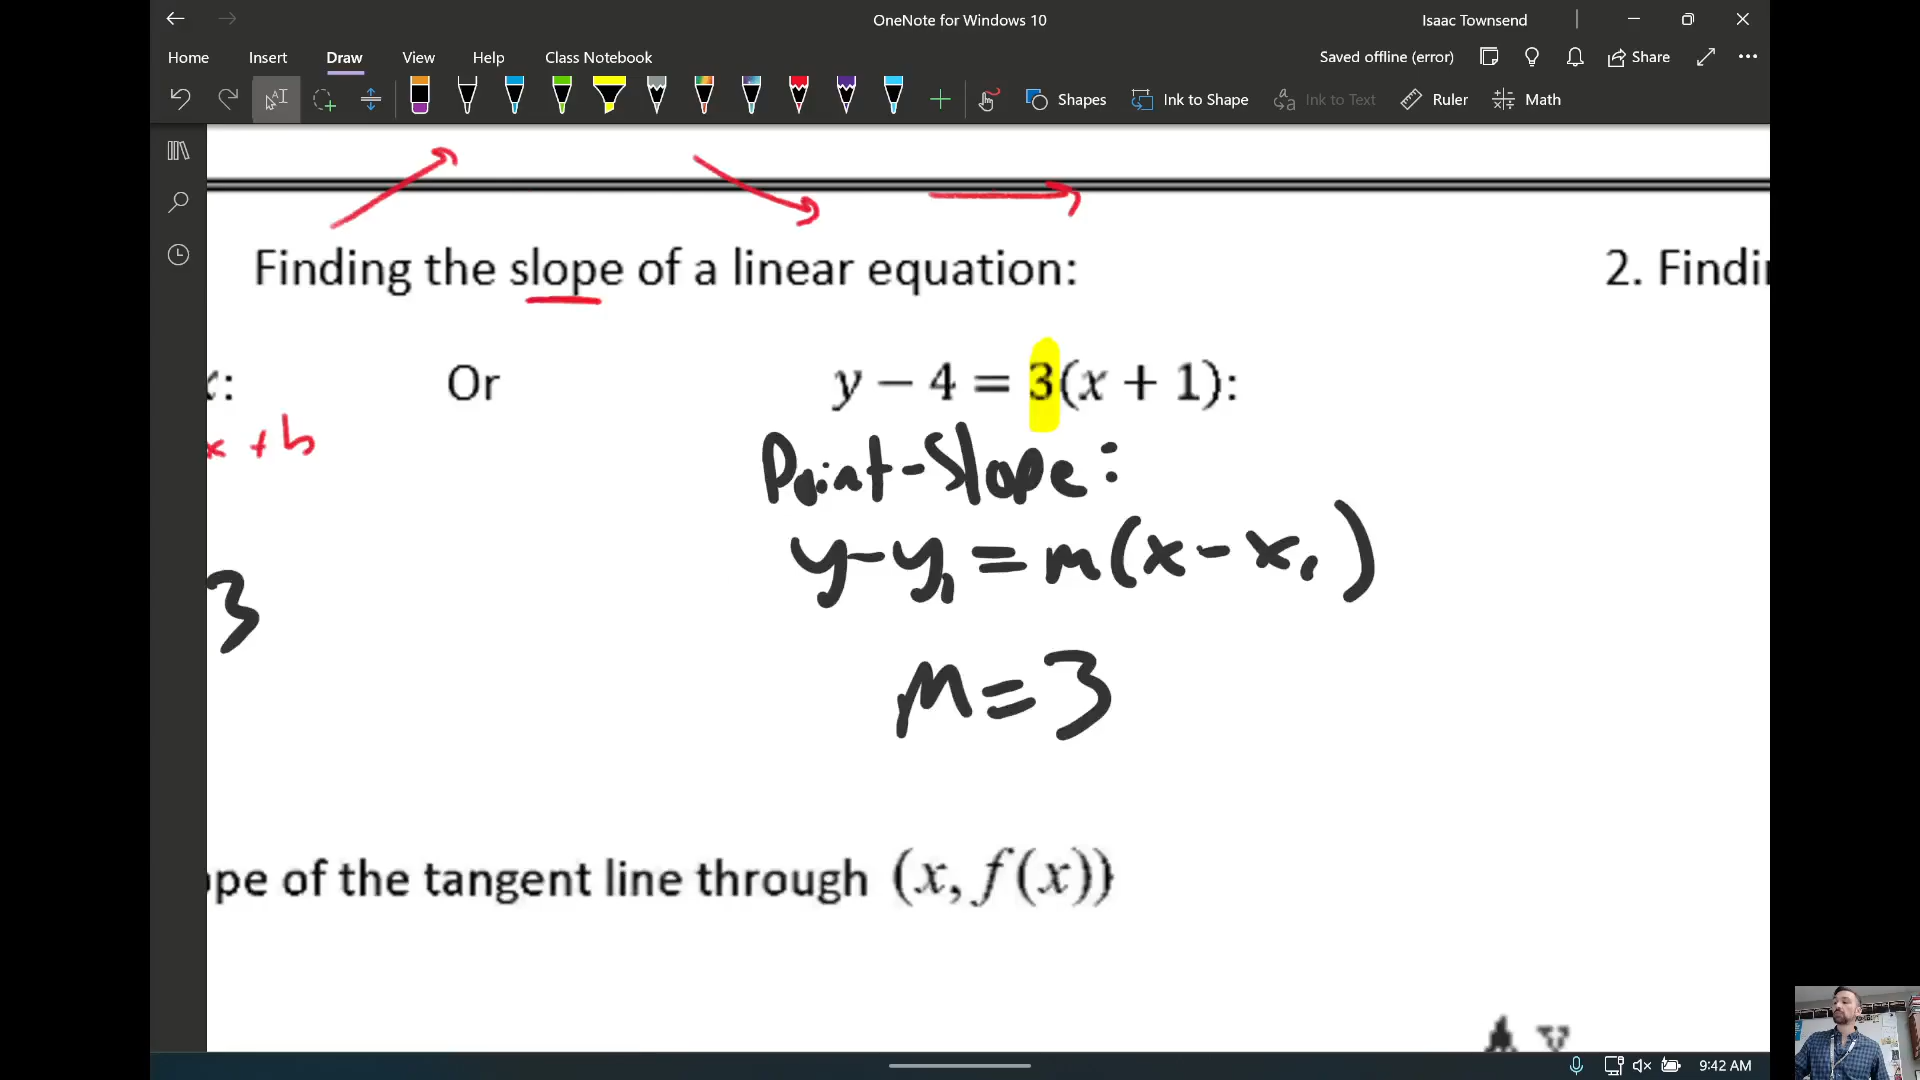 OneNote for Windows 10
Isaac Townsend
Home Insert Draw View Help Class Notebook
Saved offline (error)
Share
Shapes
Ink to Shape
Ink to Text
Ruler
Math
Finding the slope of a linear equation:
2. Findi
x:
Or
y − 4 = 3(x + 1):
x + b
Point-Slope:
y-y₁ = m(x-x₁)
3
m=3
ope of the tangent line through (x, f(x))
9:42 AM